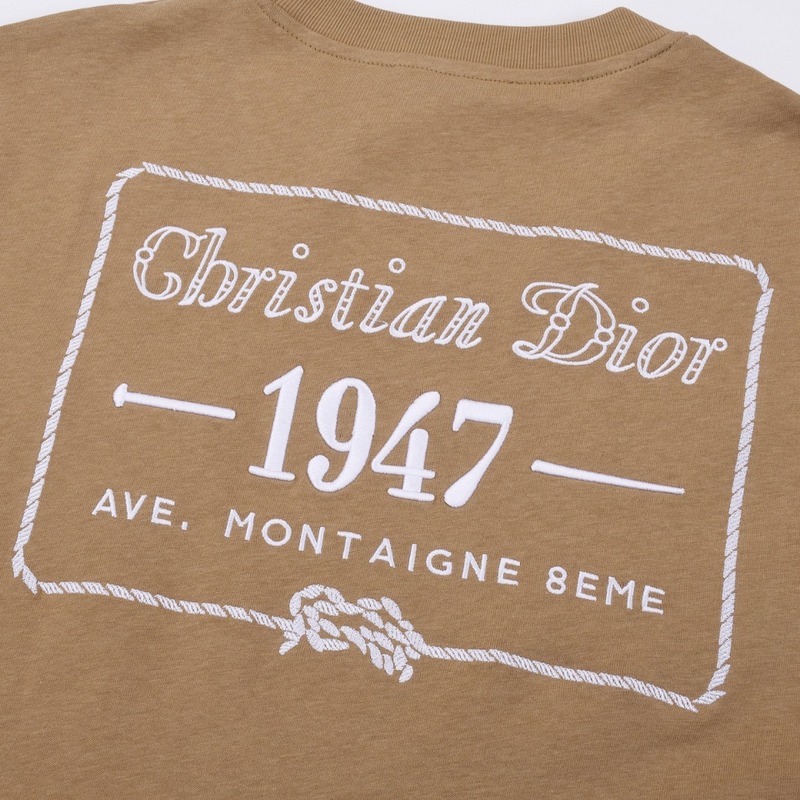 Christian Dior
1947
AVE. MONTAIGNE 8EME